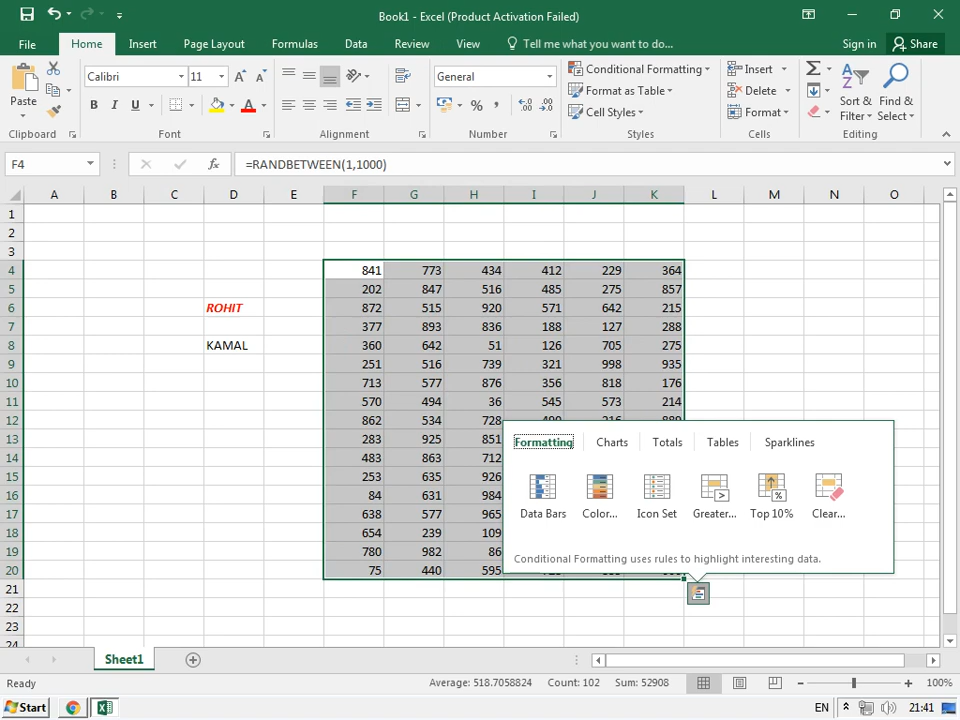 Book1 - Excel (Product Activation Failed)
File Home Insert Page Layout Formulas Data Review View Tell me what you want to do... Sign in Share
Paste Calibri 11 A A General Conditional Formatting Insert
B I U A % , Format as Table Delete Sort & Find &
Cell Styles Format Filter Select
Clipboard Font Alignment Number Styles Cells Editing
F4 fx =RANDBETWEEN(1,1000)
A B C D E F G H I J K L M N O
1
2
3
4 841 773 434 412 229 364
5 202 847 516 485 275 857
6 ROHIT 872 515 920 571 642 215
7 377 893 836 188 127 288
8 KAMAL 360 642 51 126 705 275
9 251 516 739 321 998 935
10 713 577 876 356 818 176
11 570 494 36 545 573 214
12 862 534 728
13 283 925 851
14 483 863 712
15 253 635 926
16 84 631 984
17 638 577 965
18 654 239 109
19 780 982 86
20 75 440 595
21
22
23
24
Formatting Charts Totals Tables Sparklines
Data Bars Color... Icon Set Greater... Top 10% Clear...
Conditional Formatting uses rules to highlight interesting data.
Sheet1
Ready Average: 518.7058824 Count: 102 Sum: 52908 100%
Start EN 21:41